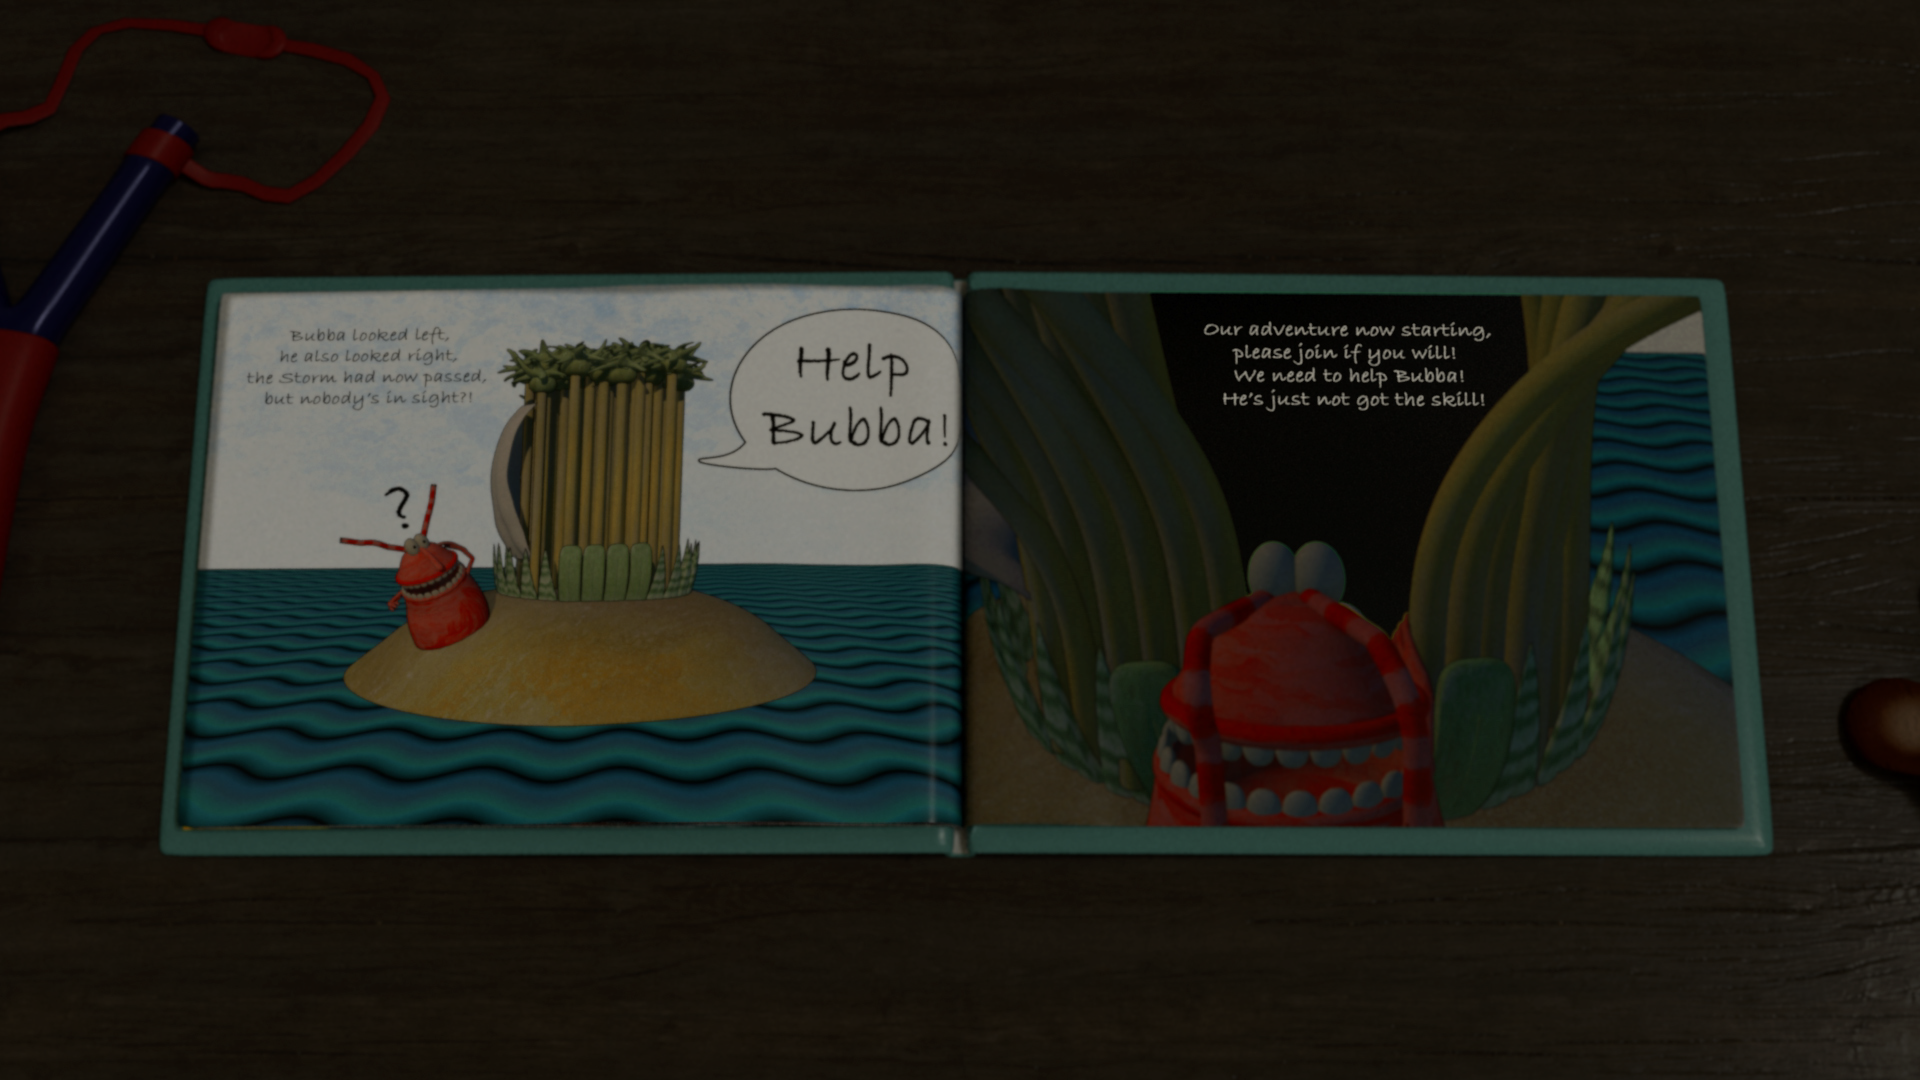 Bubba looked left,
he also looked right,
the Storm had now passed,
but nobody's in sight?!
?
Help
Bubba!
Our adventure now starting,
please join if you will!
We need to help Bubba!
He's just not got the skill!